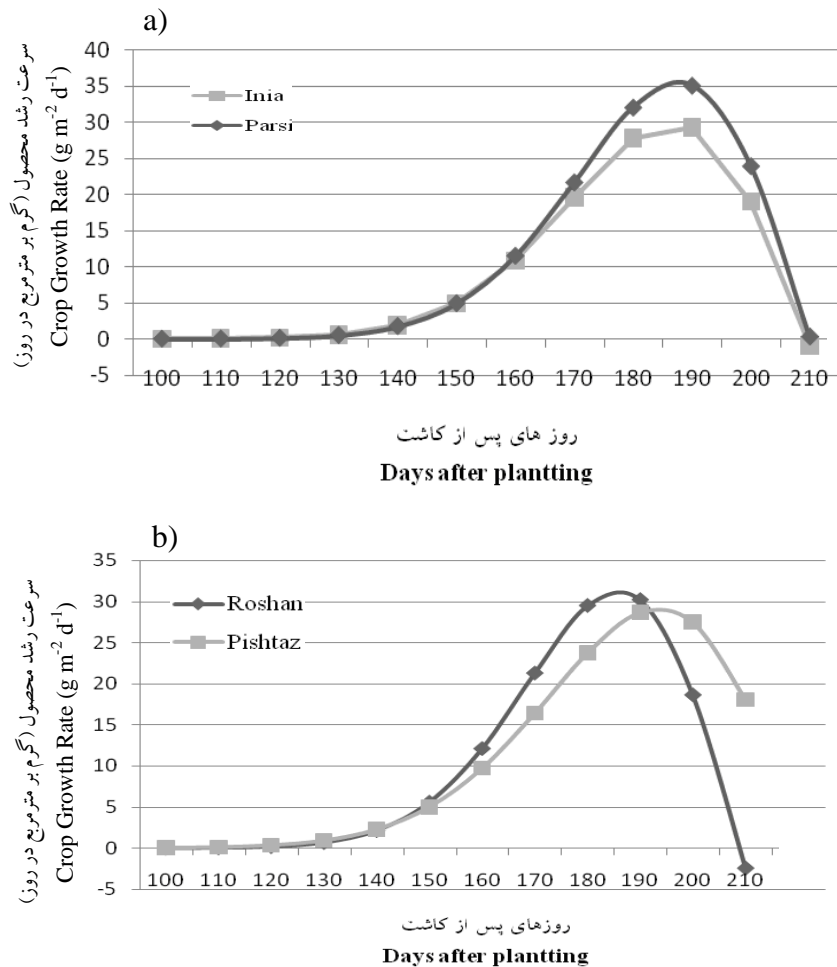 a)
سرعت رشد محصول (گرم بر مترمربع در روز)
Crop Growth Rate (g m-2 d-1)
40
35
30
25
20
15
10
5
0
-5
Inia
Parsi
100 110 120 130 140 150 160 170 180 190 200 210
روز های پس از کاشت
Days after plantting
b)
سرعت رشد محصول (گرم بر مترمربع در روز)
Crop Growth Rate (g m-2 d-1)
35
30
25
20
15
10
5
0
-5
Roshan
Pishtaz
100 110 120 130 140 150 160 170 180 190 200 210
روزهای پس از کاشت
Days after plantting